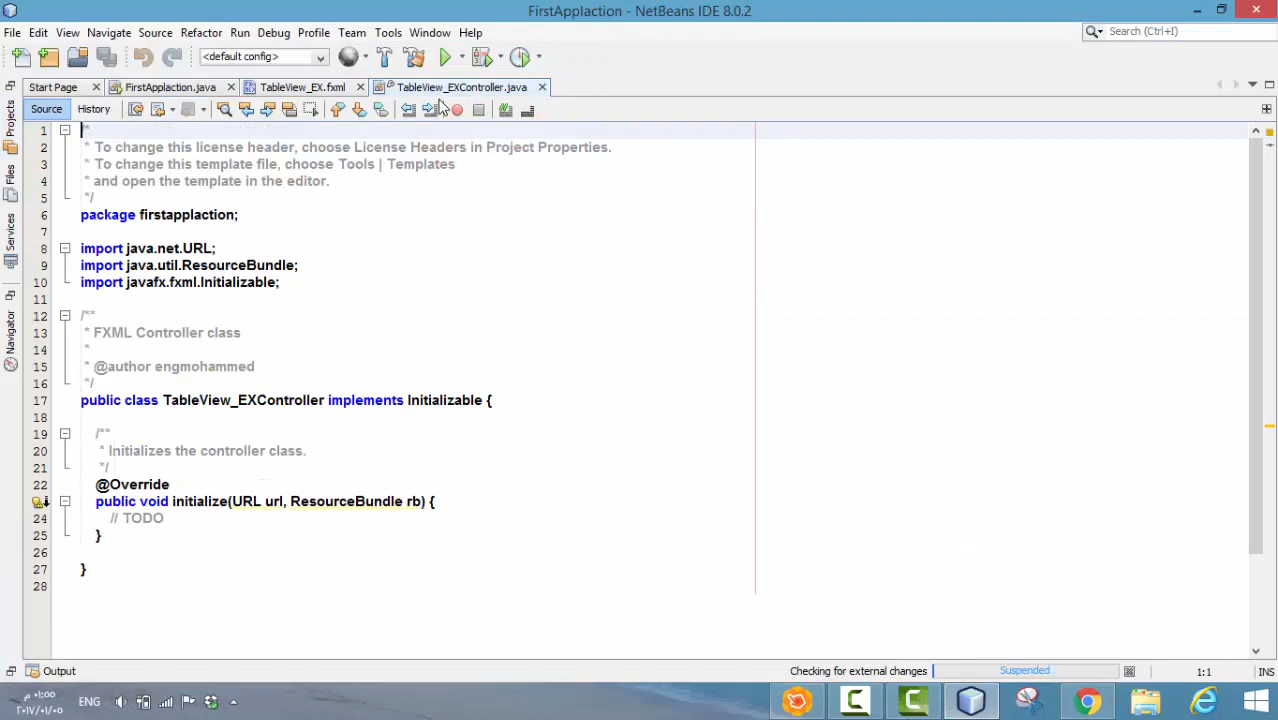 FirstApplaction - NetBeans IDE 8.0.2
File Edit View Navigate Source Refactor Run Debug Profile Team Tools Window Help
Search (Ctrl+I)
<default config>
Start Page FirstApplaction.java TableView_EX.fxml TableView_EXController.java
Source History
Projects
Files
Services
Navigator
1 *
2 * To change this license header, choose License Headers in Project Properties.
3 * To change this template file, choose Tools | Templates
4 * and open the template in the editor.
5 */
6 package firstapplaction;
7
8 import java.net.URL;
9 import java.util.ResourceBundle;
10 import javafx.fxml.Initializable;
11
12 /**
13 * FXML Controller class
14 *
15 * @author engmohammed
16 */
17 public class TableView_EXController implements Initializable {
18
19 /**
20 * Initializes the controller class.
21 */
22 @Override
public void initialize(URL url, ResourceBundle rb) {
24 // TODO
25 }
26
27 }
28
Output
Checking for external changes Suspended 1:1 INS
ENG
٠١:٥٥ م
٢٠١٧/٠١/٠٥